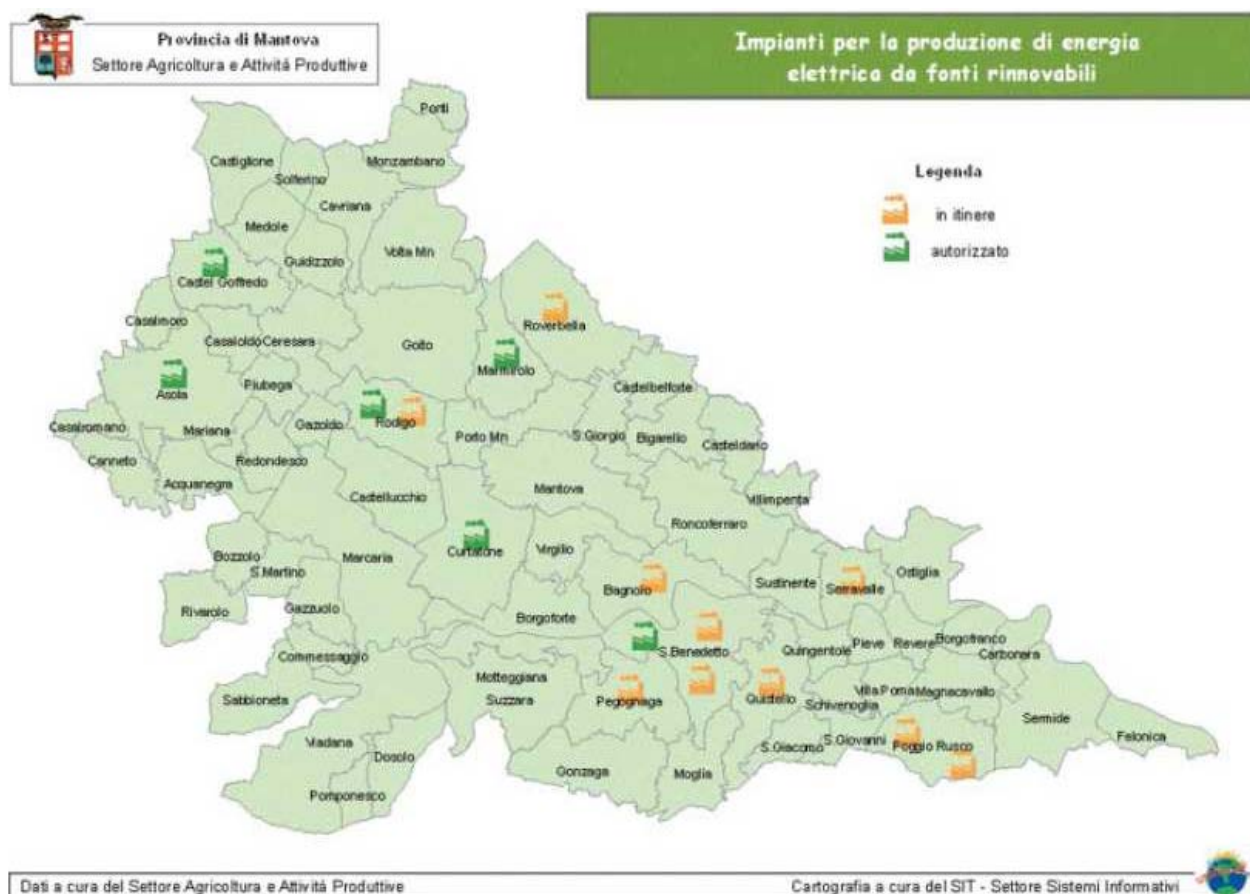 Provincia di Mantova
Settore Agricoltura e Attività Produttive
Impianti per la produzione di energia
elettrica da fonti rinnovabili
Legenda
in itinere
autorizzato
Ponti
Castiglione
Monzambano
Solferino
Cavriana
Medole
Guidizzolo
Volta Mn
Castel Goffredo
Casalmoro
Roverbella
Casaloldo
Ceresara
Goito
Marmirolo
Asola
Piubega
Castelbelforte
Casalromano
Mariana
Gazoldo
Rodigo
Porto Mn
S.Giorgio
Bigarello
Casteldario
Canneto
Redondesco
Acquanegra
Castellucchio
Mantova
Villimpenta
Roncoferraro
Bozzolo
Marcaria
Curtatone
Virgilio
S.Martino
Bagnolo
Sustinente
Serravalle
Ostiglia
Rivarolo
Gazzuolo
Borgoforte
Commessaggio
S.Benedetto
Quingentole
Pieve
Revere
Borgofranco
Carbonara
Sabbioneta
Motteggiana
Suzzara
Pegognaga
Quistello
Villa Poma
Magnacavallo
Schivenoglia
Sermide
Viadana
Dosolo
S.Giacomo
S.Giovanni
Poggio Rusco
Felonica
Pomponesco
Gonzaga
Moglia
Dati a cura del Settore Agricoltura e Attività Produttive
Cartografia a cura del SIT - Settore Sistemi Informativi